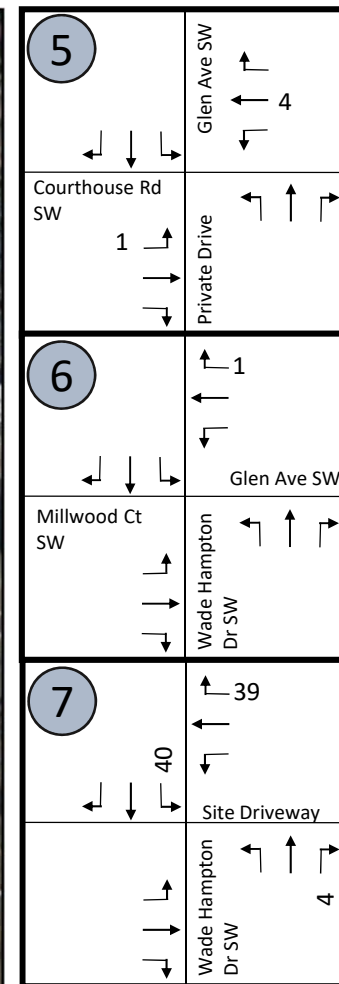 5
Glen Ave SW
4
Courthouse Rd
SW
1
Private Drive
6
1
Glen Ave SW
Millwood Ct
SW
Wade Hampton
Dr SW
7
39
40
Site Driveway
Wade Hampton
Dr SW
4